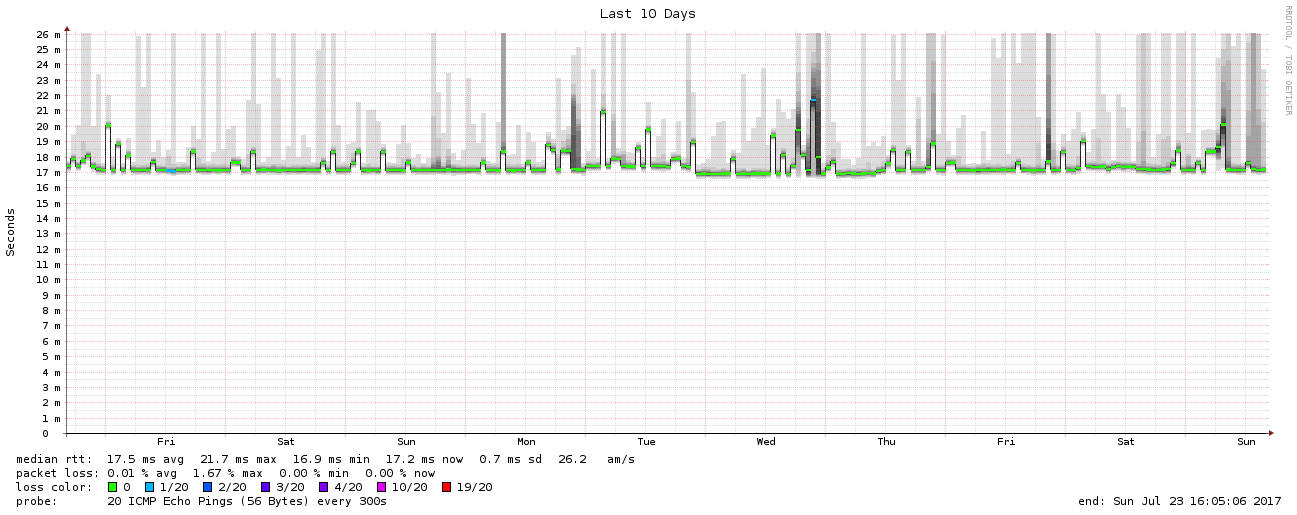 Last 10 Days
RRDTOOL / TOBI OETIKER
Seconds
26 m
25 m
24 m
23 m
22 m
21 m
20 m
19 m
18 m
17 m
16 m
15 m
14 m
13 m
12 m
11 m
10 m
9 m
8 m
7 m
6 m
5 m
4 m
3 m
2 m
1 m
0
Fri Sat Sun Mon Tue Wed Thu Fri Sat Sun
median rtt: 17.5 ms avg 21.7 ms max 16.9 ms min 17.2 ms now 0.7 ms sd 26.2 am/s
packet loss: 0.01 % avg 1.67 % max 0.00 % min 0.00 % now
loss color: 0 1/20 2/20 3/20 4/20 10/20 19/20
probe: 20 ICMP Echo Pings (56 Bytes) every 300s end: Sun Jul 23 16:05:06 2017